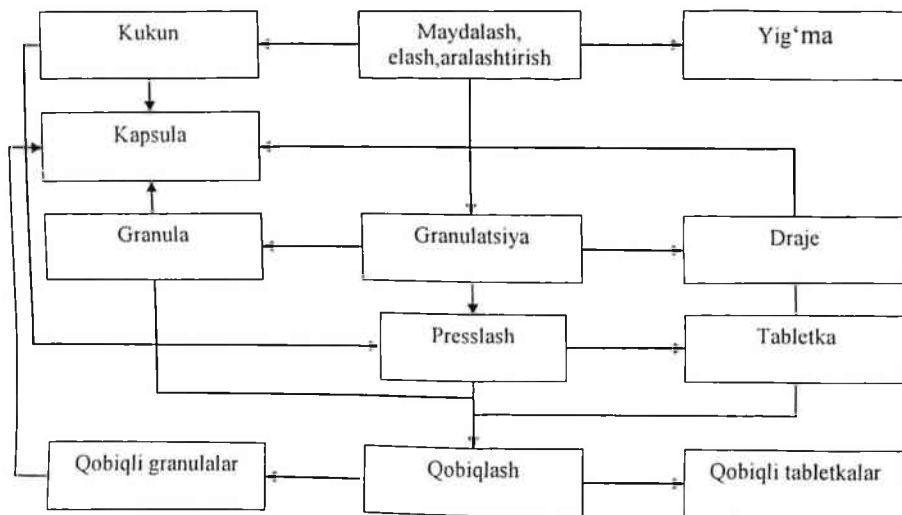 Kukun
Maydalash,
elash,aralashtirish
Yig‘ma
Kapsula
Granula
Granulatsiya
Draje
Presslash
Tabletka
Qobiqli granulalar
Qobiqlash
Qobiqli tabletkalar